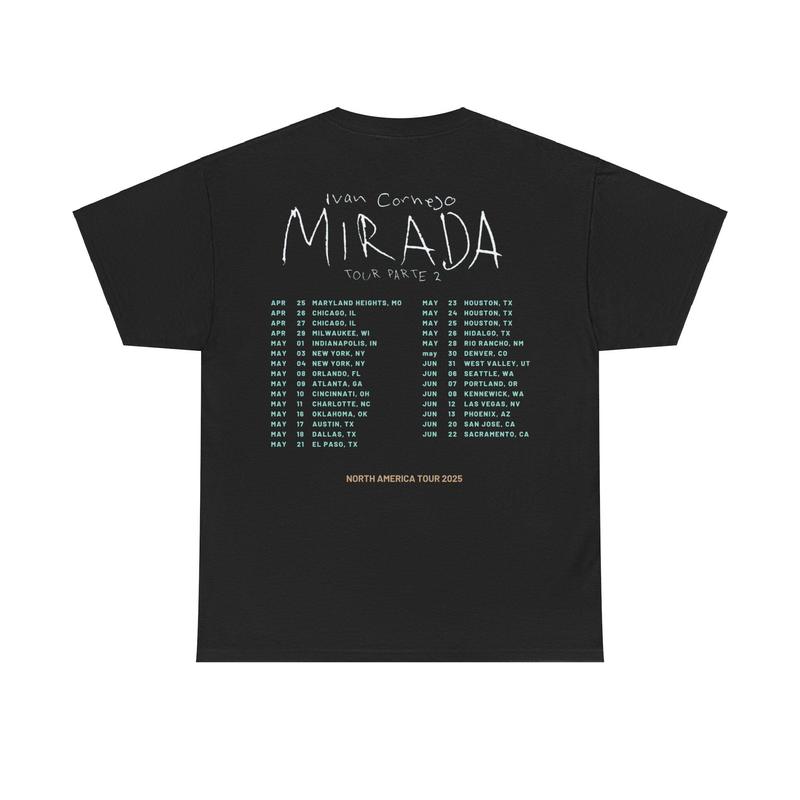 Ivan Cornejo
MIRADA
TOUR PARTE 2
APR 25 MARYLAND HEIGHTS, MO
APR 26 CHICAGO, IL
APR 27 CHICAGO, IL
APR 29 MILWAUKEE, WI
MAY 01 INDIANAPOLIS, IN
MAY 03 NEW YORK, NY
MAY 04 NEW YORK, NY
MAY 08 ORLANDO, FL
MAY 09 ATLANTA, GA
MAY 10 CINCINNATI, OH
MAY 11 CHARLOTTE, NC
MAY 16 OKLAHOMA, OK
MAY 17 AUSTIN, TX
MAY 18 DALLAS, TX
MAY 21 EL PASO, TX
MAY 23 HOUSTON, TX
MAY 24 HOUSTON, TX
MAY 25 HOUSTON, TX
MAY 26 HIDALGO, TX
MAY 28 RIO RANCHO, NM
may 30 DENVER, CO
JUN 31 WEST VALLEY, UT
JUN 06 SEATTLE, WA
JUN 07 PORTLAND, OR
JUN 08 KENNEWICK, WA
JUN 12 LAS VEGAS, NV
JUN 13 PHOENIX, AZ
JUN 20 SAN JOSE, CA
JUN 22 SACRAMENTO, CA
NORTH AMERICA TOUR 2025